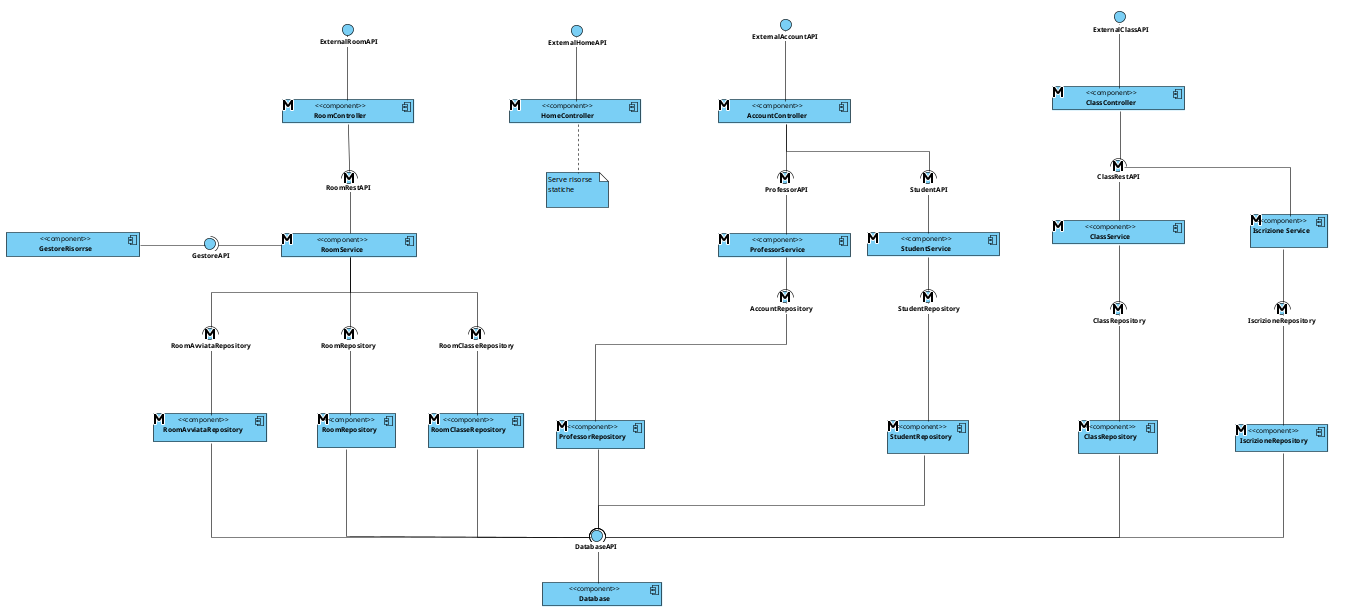 ExternalRoomAPI
ExternalHomeAPI
ExternalAccountAPI
ExternalClassAPI
M <<component>>
RoomController
M <<component>>
HomeController
M <<component>>
AccountController
M <<component>>
ClassController
Serve risorse
statiche
M
RoomRestAPI
M
ProfessorAPI
M
StudentAPI
M
ClassRestAPI
<<component>>
GestoreRisorrse
GestoreAPI
M <<component>>
RoomService
M <<component>>
ProfessorService
M <<component>>
StudentService
M <<component>>
ClassService
M <<component>>
Iscrizione Service
M
RoomAvviataRepository
M
RoomRepository
M
RoomClasseRepository
M
AccountRepository
M
StudentRepository
M
ClassRepository
M
IscrizioneRepository
M <<component>>
RoomAvviataRepository
M <<component>>
RoomRepository
M <<component>>
RoomClasseRepository
M <<component>>
ProfessorRepository
M <<component>>
StudentRepository
M <<component>>
ClassRepository
M <<component>>
IscrizioneRepository
DatabaseAPI
<<component>>
Database